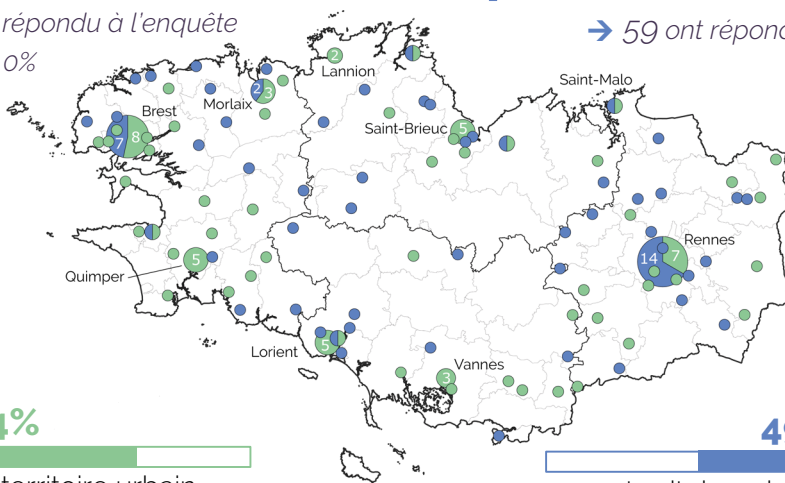 répondu à l'enquête
→ 59 ont répond
0%
2
Lannion
Saint-Malo
2 3
Morlaix
Brest
7 8
Saint-Brieuc
5
Rennes
14 7
5
Quimper
5
Lorient
Vannes
3
4%
49
territoire urbain